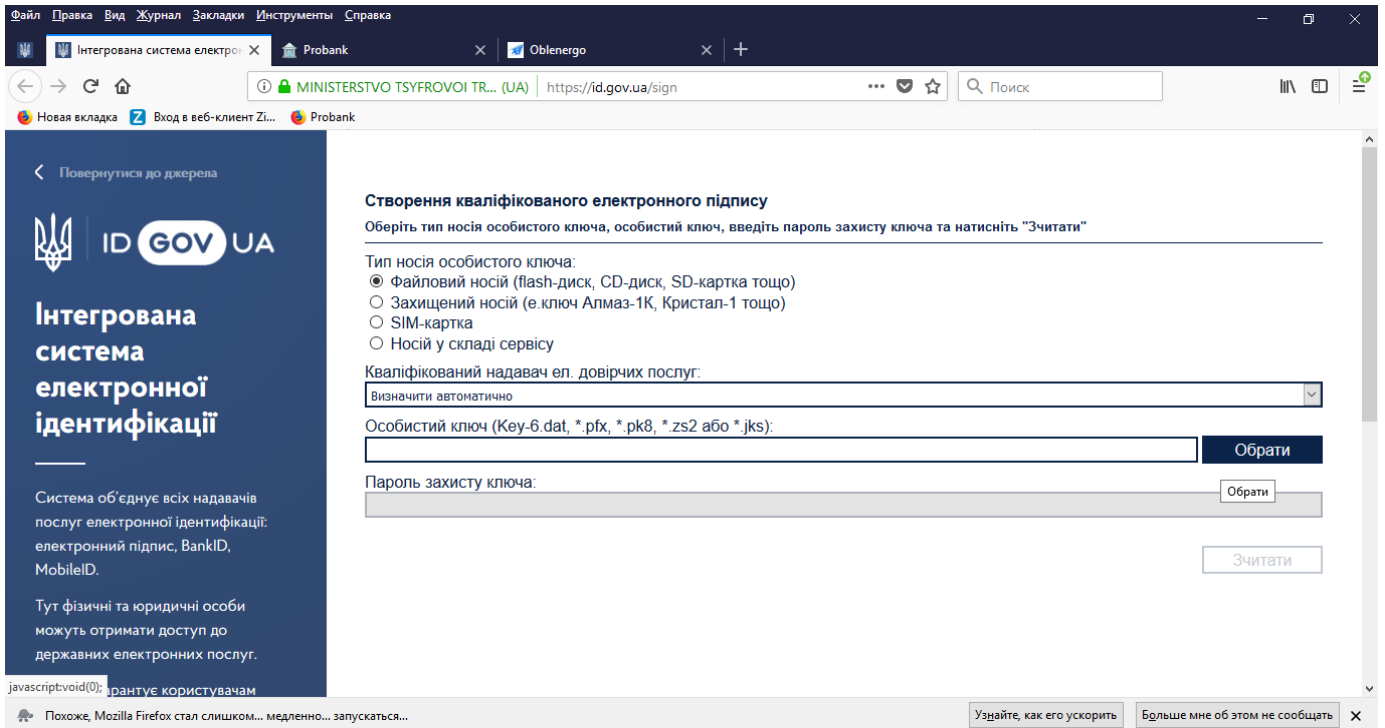 Файл Правка Вид Журнал Закладки Инструменты Справка
Інтегрована система електрон
Probank
Oblenergo
MINISTERSTVO TSYFROVOI TR... (UA) https://id.gov.ua/sign
Поиск
Новая вкладка
Вход в веб-клиент Zi...
Probank
Повернутися до джерела
ID GOV UA
Інтегрована
система
електронної
ідентифікації
Система об'єднує всіх надавачів
послуг електронної ідентифікації:
електронний підпис, BankID,
MobileID.
Тут фізичні та юридичні особи
можуть отримати доступ до
державних електронних послуг.
арантує користувачам
javascript:void(0);
Створення кваліфікованого електронного підпису
Оберіть тип носія особистого ключа, особистий ключ, введіть пароль захисту ключа та натисніть "Зчитати"
Тип носія особистого ключа:
Файловий носій (flash-диск, CD-диск, SD-картка тощо)
Захищений носій (е.ключ Алмаз-1К, Кристал-1 тощо)
SIM-картка
Носій у складі сервісу
Кваліфікований надавач ел. довірчих послуг:
Визначити автоматично
Особистий ключ (Key-6.dat, *.pfx, *.pk8, *.zs2 або *.jks):
Обрати
Пароль захисту ключа:
Обрати
Зчитати
Похоже, Mozilla Firefox стал слишком... медленно... запускаться...
Узнайте, как его ускорить
Больше мне об этом не сообщать